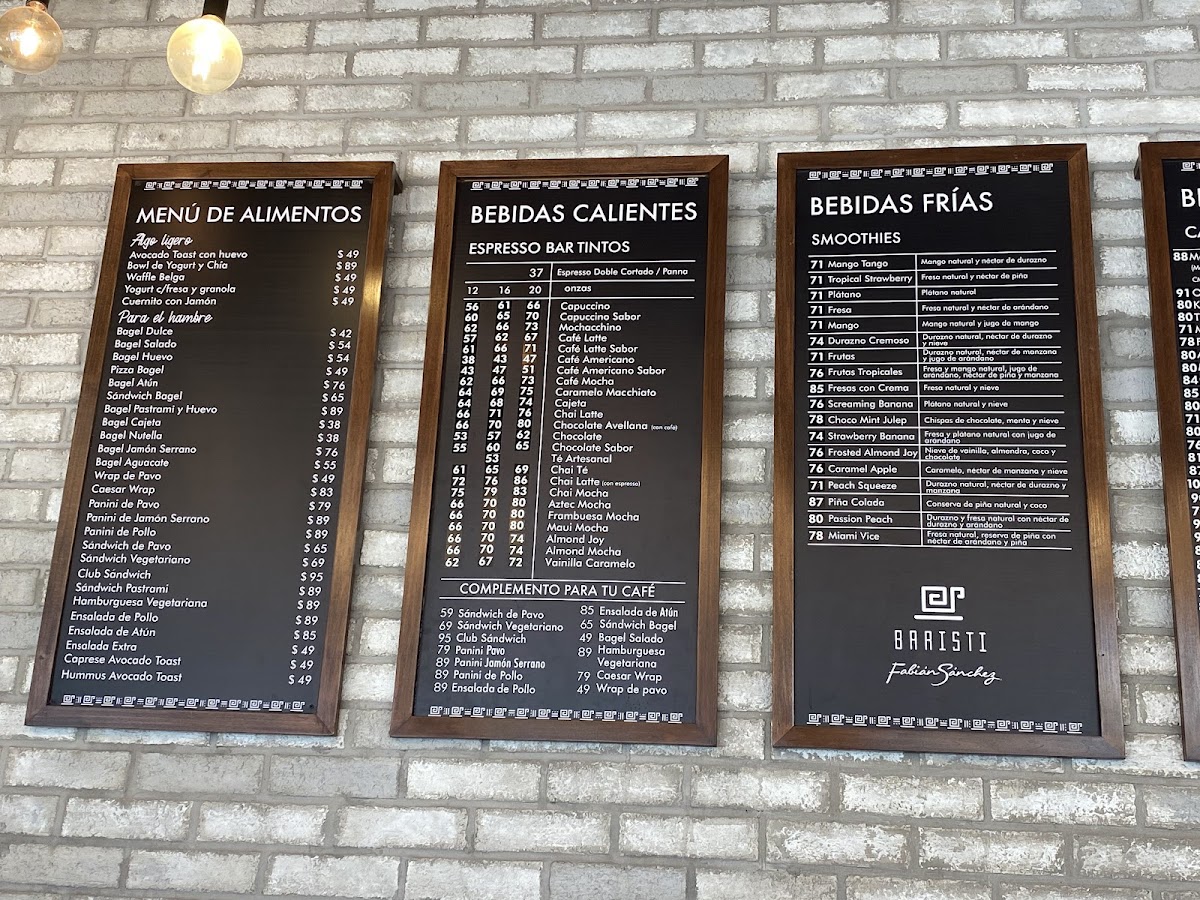 MENÚ DE ALIMENTOS
Algo ligero
Avocado Toast con huevo $ 49
Bowl de Yogurt y Chía $ 89
Waffle Belga $ 49
Yogurt c/fresa y granola $ 49
Cuernito con Jamón $ 49
Para el hambre
Bagel Dulce $ 42
Bagel Salado $ 54
Bagel Huevo $ 54
Pizza Bagel $ 49
Bagel Atún $ 76
Sándwich Bagel $ 65
Bagel Pastrami y Huevo $ 89
Bagel Cajeta $ 38
Bagel Nutella $ 38
Bagel Jamón Serrano $ 76
Bagel Aguacate $ 55
Wrap de Pavo $ 49
Caesar Wrap $ 83
Panini de Pavo $ 79
Panini de Jamón Serrano $ 89
Panini de Pollo $ 89
Sándwich de Pavo $ 65
Sándwich Vegetariano $ 69
Club Sándwich $ 95
Sándwich Pastrami $ 89
Hamburguesa Vegetariana $ 89
Ensalada de Pollo $ 89
Ensalada de Atún $ 85
Ensalada Extra $ 49
Caprese Avocado Toast $ 49
Hummus Avocado Toast $ 49
BEBIDAS CALIENTES
ESPRESSO BAR TINTOS
37 Espresso Doble Cortado / Panna
12 16 20 onzas
56 61 66 Capuccino
60 65 70 Capuccino Sabor
62 66 73 Mochacchino
57 62 67 Café Latte
61 66 71 Café Latte Sabor
38 43 47 Café Americano
43 47 51 Café Americano Sabor
62 66 73 Café Mocha
64 69 75 Caramelo Macchiato
64 68 74 Cajeta
66 71 76 Chai Latte
66 70 80 Chocolate Avellana (con café)
53 57 62 Chocolate
55 60 65 Chocolate Sabor
53 Té Artesanal
61 65 69 Chai Té
72 76 86 Chai Latte (con espresso)
75 79 83 Chai Mocha
66 70 80 Aztec Mocha
66 70 80 Frambuesa Mocha
66 70 80 Maui Mocha
66 70 74 Almond Joy
66 70 74 Almond Mocha
62 67 72 Vainilla Caramelo
COMPLEMENTO PARA TU CAFÉ
59 Sándwich de Pavo
69 Sándwich Vegetariano
95 Club Sándwich
79 Panini Pavo
89 Panini Jamón Serrano
89 Panini de Pollo
89 Ensalada de Pollo
85 Ensalada de Atún
65 Sándwich Bagel
49 Bagel Salado
89 Hamburguesa
Vegetariana
79 Caesar Wrap
49 Wrap de pavo
BEBIDAS FRÍAS
SMOOTHIES
71 Mango Tango Mango natural y néctar de durazno
71 Tropical Strawberry Fresa natural y néctar de piña
71 Plátano Plátano natural
71 Fresa Fresa natural y néctar de arándano
71 Mango Mango natural y jugo de mango
74 Durazno Cremoso Durazno natural, néctar de durazno
y nieve
71 Frutas Durazno natural, néctar de manzana
y jugo de arándano
76 Frutas Tropicales Fresa y mango natural, jugo de
arándano, néctar de piña y manzana
85 Fresas con Crema Fresa natural y nieve
76 Screaming Banana Plátano natural y nieve
78 Choco Mint Julep Chispas de chocolate, menta y nieve
74 Strawberry Banana Fresa y plátano natural con jugo de
arándano
76 Frosted Almond Joy Nieve de vainilla, almendra, coco y
chocolate
76 Caramel Apple Caramelo, néctar de manzana y nieve
71 Peach Squeeze Durazno natural, néctar de durazno y
manzana
87 Piña Colada Conserva de piña natural y coco
80 Passion Peach Durazno y fresa natural con néctar de
durazno y arándano
78 Miami Vice Fresa natural, reserva de piña con
néctar de arándano y piña
BARISTI
Fabián Sánchez